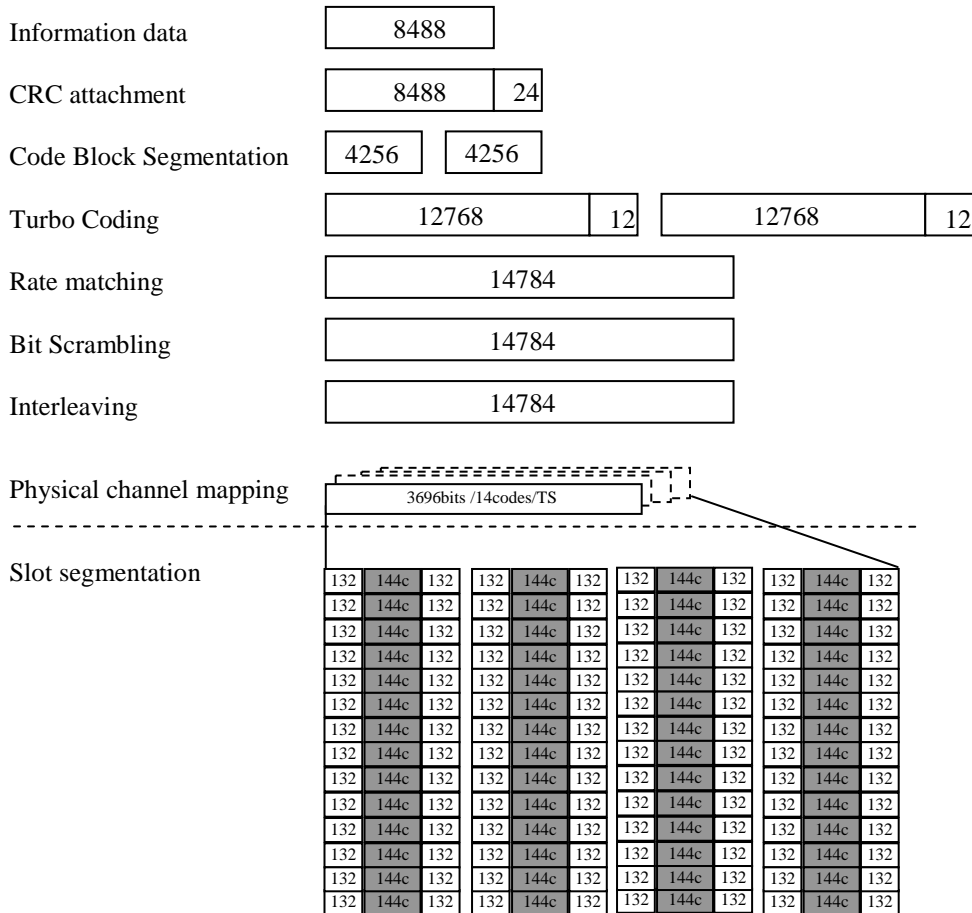 Information data 8488
CRC attachment 8488 24
Code Block Segmentation 4256 4256
Turbo Coding 12768 12 12768 12
Rate matching 14784
Bit Scrambling 14784
Interleaving 14784
Physical channel mapping 3696bits /14codes/TS
Slot segmentation
132 144c 132 132 144c 132 132 144c 132 132 144c 132
132 144c 132 132 144c 132 132 144c 132 132 144c 132
132 144c 132 132 144c 132 132 144c 132 132 144c 132
132 144c 132 132 144c 132 132 144c 132 132 144c 132
132 144c 132 132 144c 132 132 144c 132 132 144c 132
132 144c 132 132 144c 132 132 144c 132 132 144c 132
132 144c 132 132 144c 132 132 144c 132 132 144c 132
132 144c 132 132 144c 132 132 144c 132 132 144c 132
132 144c 132 132 144c 132 132 144c 132 132 144c 132
132 144c 132 132 144c 132 132 144c 132 132 144c 132
132 144c 132 132 144c 132 132 144c 132 132 144c 132
132 144c 132 132 144c 132 132 144c 132 132 144c 132
132 144c 132 132 144c 132 132 144c 132 132 144c 132
132 144c 132 132 144c 132 132 144c 132 132 144c 132